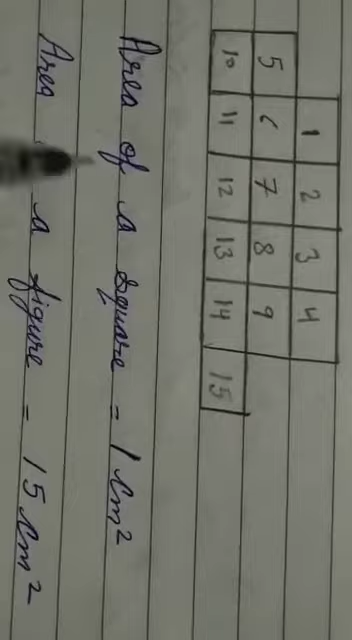 1 2 3 4
5 6 7 8 9
10 11 12 13 14 15
Area of a square = 1 cm²
Area a figure = 15 cm²